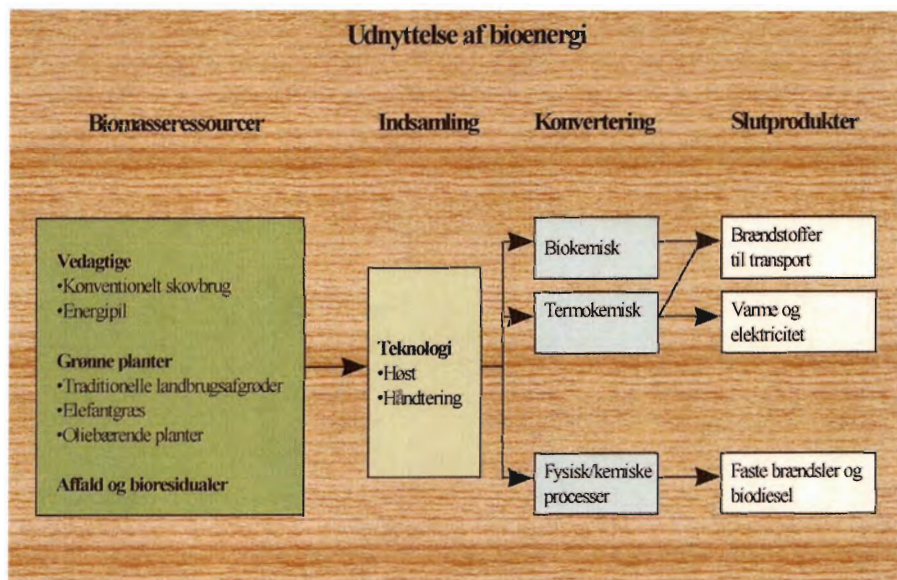 Udnyttelse af bioenergi
Biomasseressourcer
Indsamling
Konvertering
Slutprodukter
Vedagtige
•Konventionelt skovbrug
•Energipil
Grønne planter
•Traditionelle landbrugsafgrøder
•Elefantgræs
•Oliebærende planter
Affald og bioresidualer
Teknologi
•Høst
•Håndtering
Biokemisk
Termokemisk
Fysisk/kemiske
processer
Brændstoffer
til transport
Varme og
elektricitet
Faste brændsler og
biodiesel